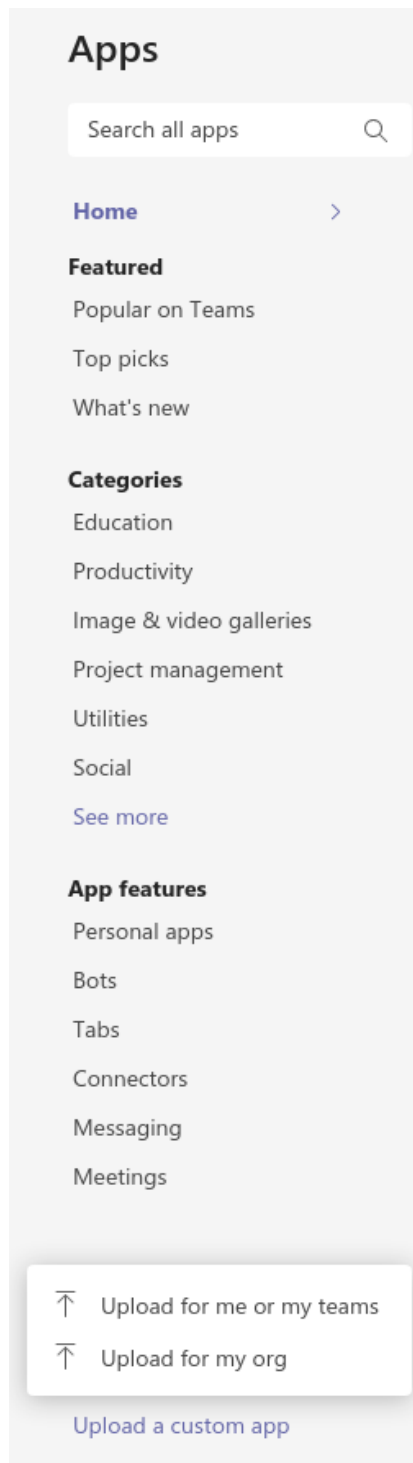 Apps
Search all apps
Home
Featured
Popular on Teams
Top picks
What's new
Categories
Education
Productivity
Image & video galleries
Project management
Utilities
Social
See more
App features
Personal apps
Bots
Tabs
Connectors
Messaging
Meetings
Upload for me or my teams
Upload for my org
Upload a custom app